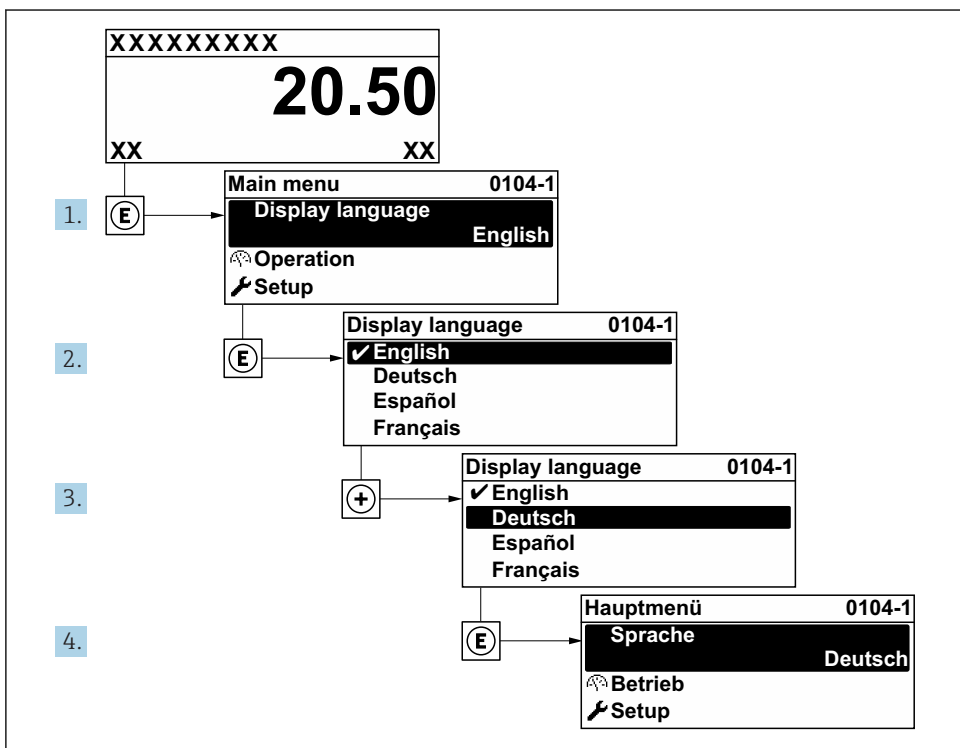 XXXXXXXXX
20.50
XX XX
1. E
Main menu 0104-1
Display language
English
Operation
Setup
2. E
Display language 0104-1
✔English
Deutsch
Español
Français
3. +
Display language 0104-1
✔English
Deutsch
Español
Français
4. E
Hauptmenü 0104-1
Sprache
Deutsch
Betrieb
Setup